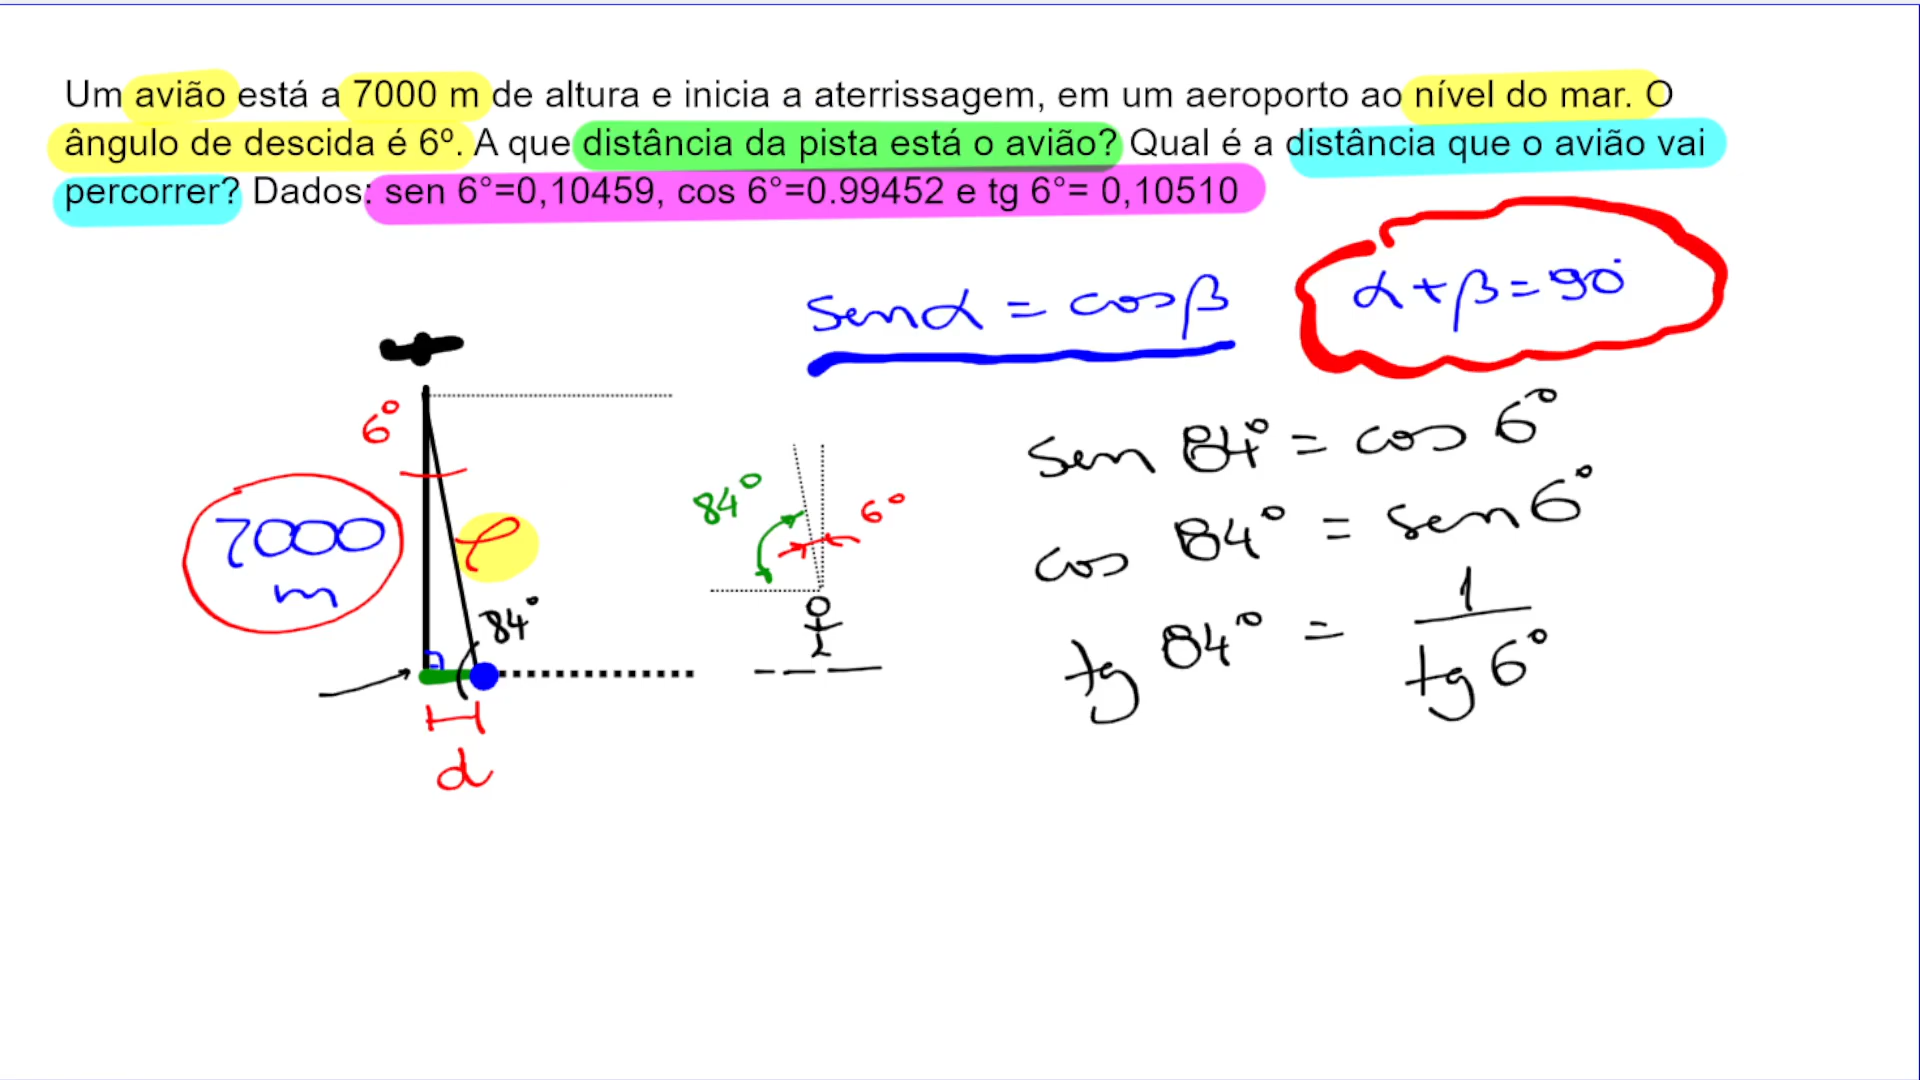 Um avião está a 7000 m de altura e inicia a aterrissagem, em um aeroporto ao nível do mar. O
ângulo de descida é 6º. A que distância da pista está o avião? Qual é a distância que o avião vai
percorrer? Dados: sen 6°=0,10459, cos 6°=0.99452 e tg 6°= 0,10510
sen α = cos β
α + β = 90°
6°
sen 84° = cos 6°
84°
6°
7000
m
l
cos 84° = sen 6°
84°
tg 84° = 1
tg 6°
d